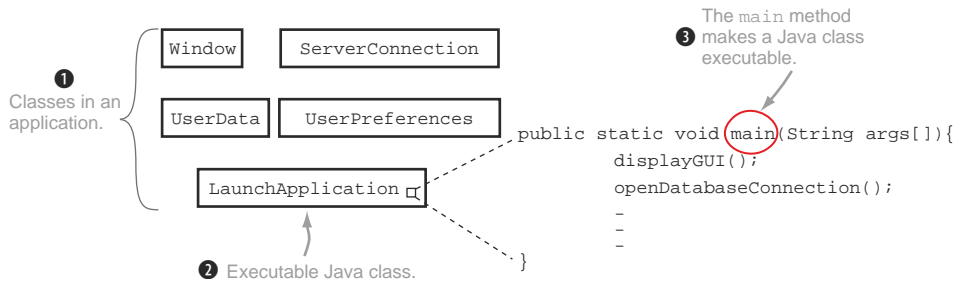 ❶
Classes in an
application.
Window
ServerConnection
UserData
UserPreferences
LaunchApplication
❷ Executable Java class.
The main method
❸ makes a Java class
executable.
public static void main(String args[]){
displayGUI();
openDatabaseConnection();
-
-
-
}